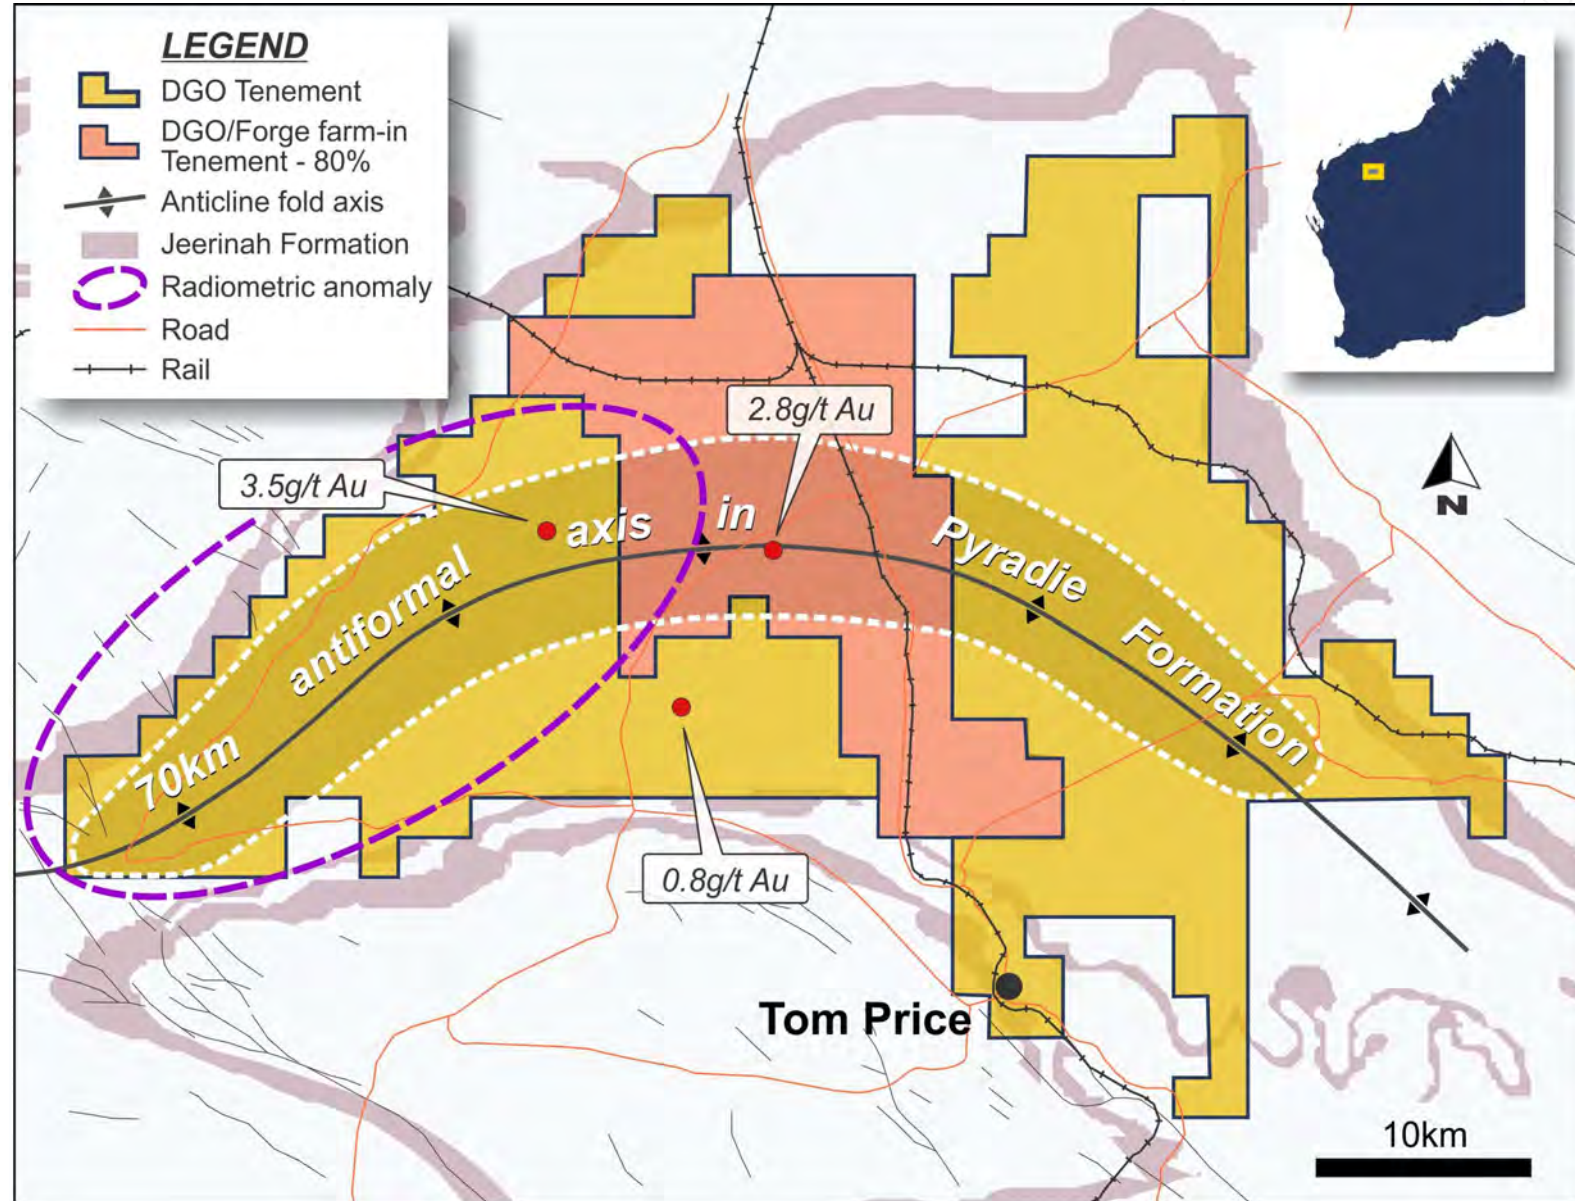 LEGEND
DGO Tenement
DGO/Forge farm-in
Tenement - 80%
Anticline fold axis
Jeerinah Formation
Radiometric anomaly
Road
Rail
2.8g/t Au
3.5g/t Au
70km antiformal axis in Pyradie Formation
N
0.8g/t Au
Tom Price
10km